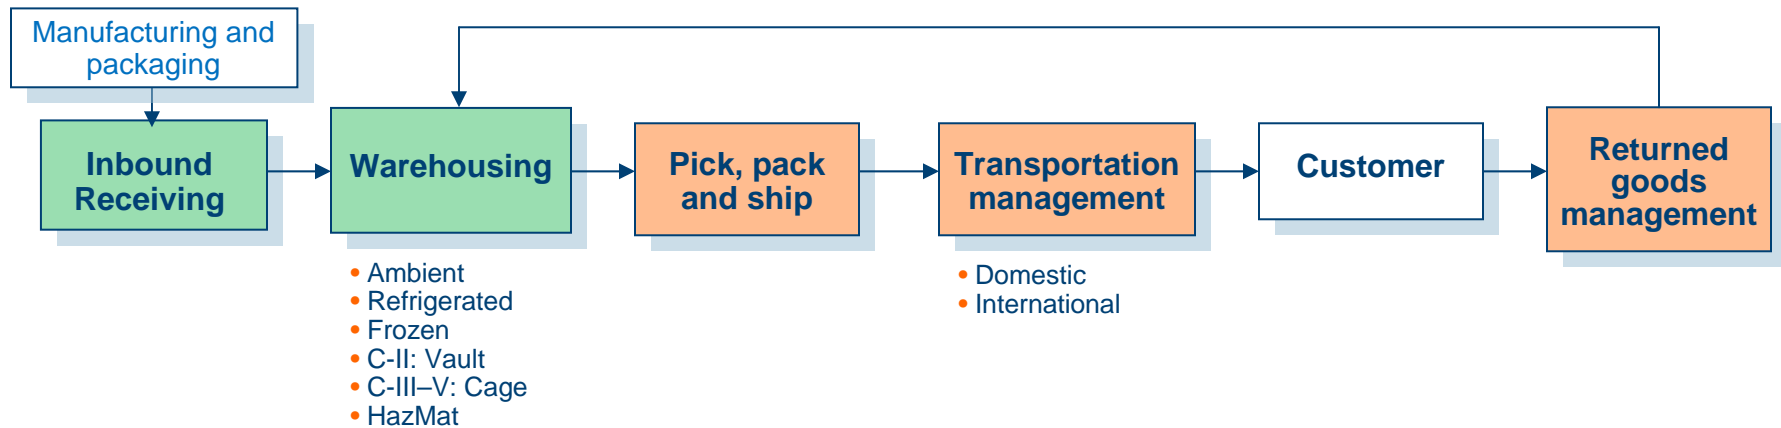 Manufacturing and
packaging
Inbound
Receiving
Warehousing
• Ambient
• Refrigerated
• Frozen
• C-II: Vault
• C-III–V: Cage
• HazMat
Pick, pack
and ship
Transportation
management
• Domestic
• International
Customer
Returned
goods
management